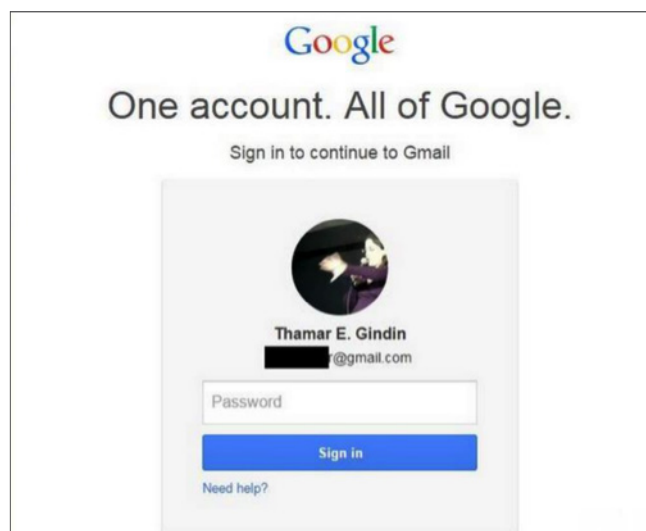 Google
One account. All of Google.
Sign in to continue to Gmail
Thamar E. Gindin
r@gmail.com
Password
Sign in
Need help?